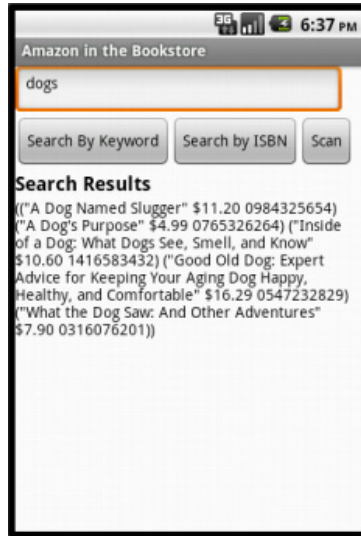 3G 6:37 PM
Amazon in the Bookstore
dogs
Search By Keyword Search by ISBN Scan
Search Results
(("A Dog Named Slugger" $11.20 0984325654)
("A Dog's Purpose" $4.99 0765326264) ("Inside
of a Dog: What Dogs See, Smell, and Know"
$10.60 1416583432) ("Good Old Dog: Expert
Advice for Keeping Your Aging Dog Happy,
Healthy, and Comfortable" $16.29 0547232829)
("What the Dog Saw: And Other Adventures"
$7.90 0316076201))